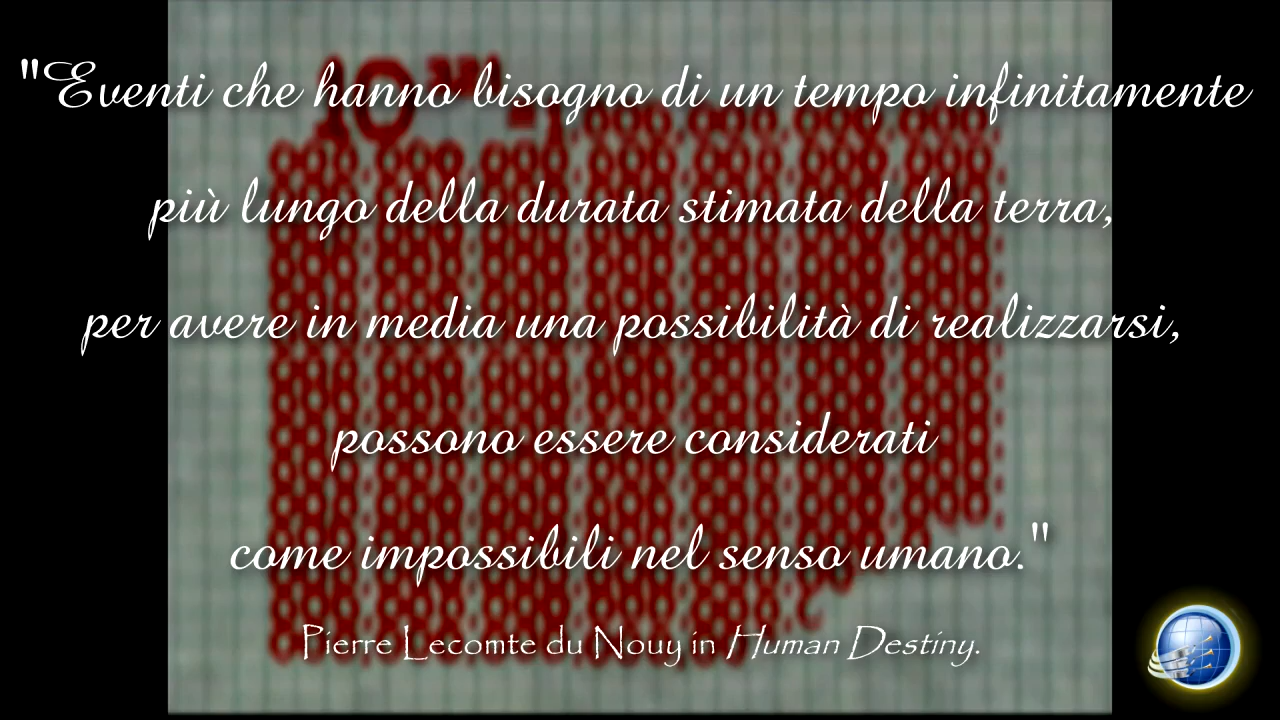 "Eventi che hanno bisogno di un tempo infinitamente
più lungo della durata stimata della terra,
per avere in media una possibilità di realizzarsi,
possono essere considerati
come impossibili nel senso umano."
Pierre Lecomte du Nouy in Human Destiny.